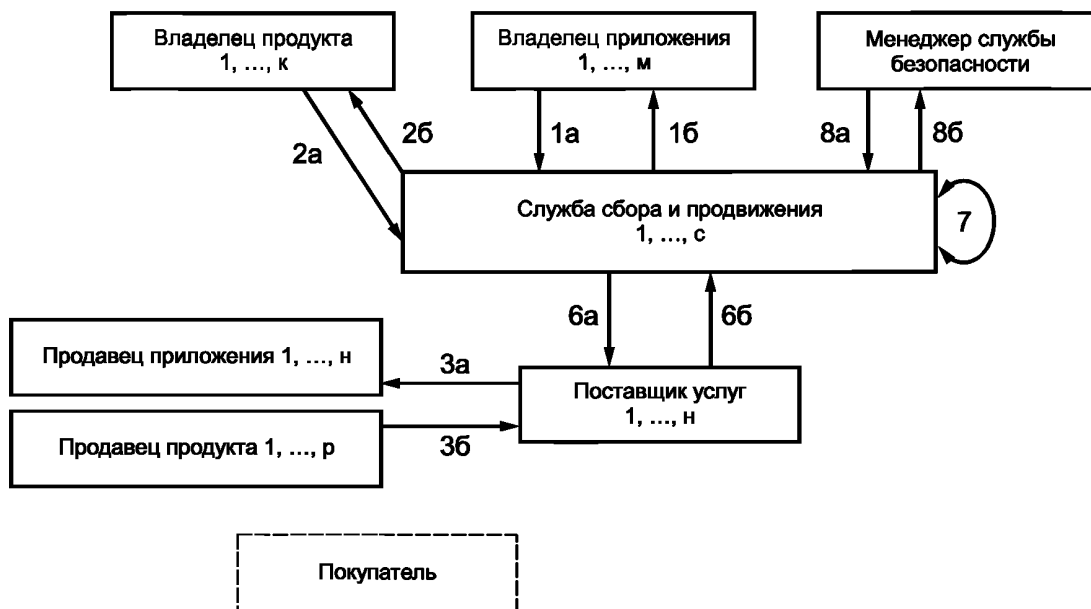 Владелец продукта
1, ..., к
Владелец приложения
1, ..., м
Менеджер службы
безопасности
2а
2б
1а
1б
8а
8б
Служба сбора и продвижения
1, ..., с
7
6а
6б
Продавец приложения 1, ..., н
3а
Поставщик услуг
1, ..., н
Продавец продукта 1, ..., р
3б
Покупатель